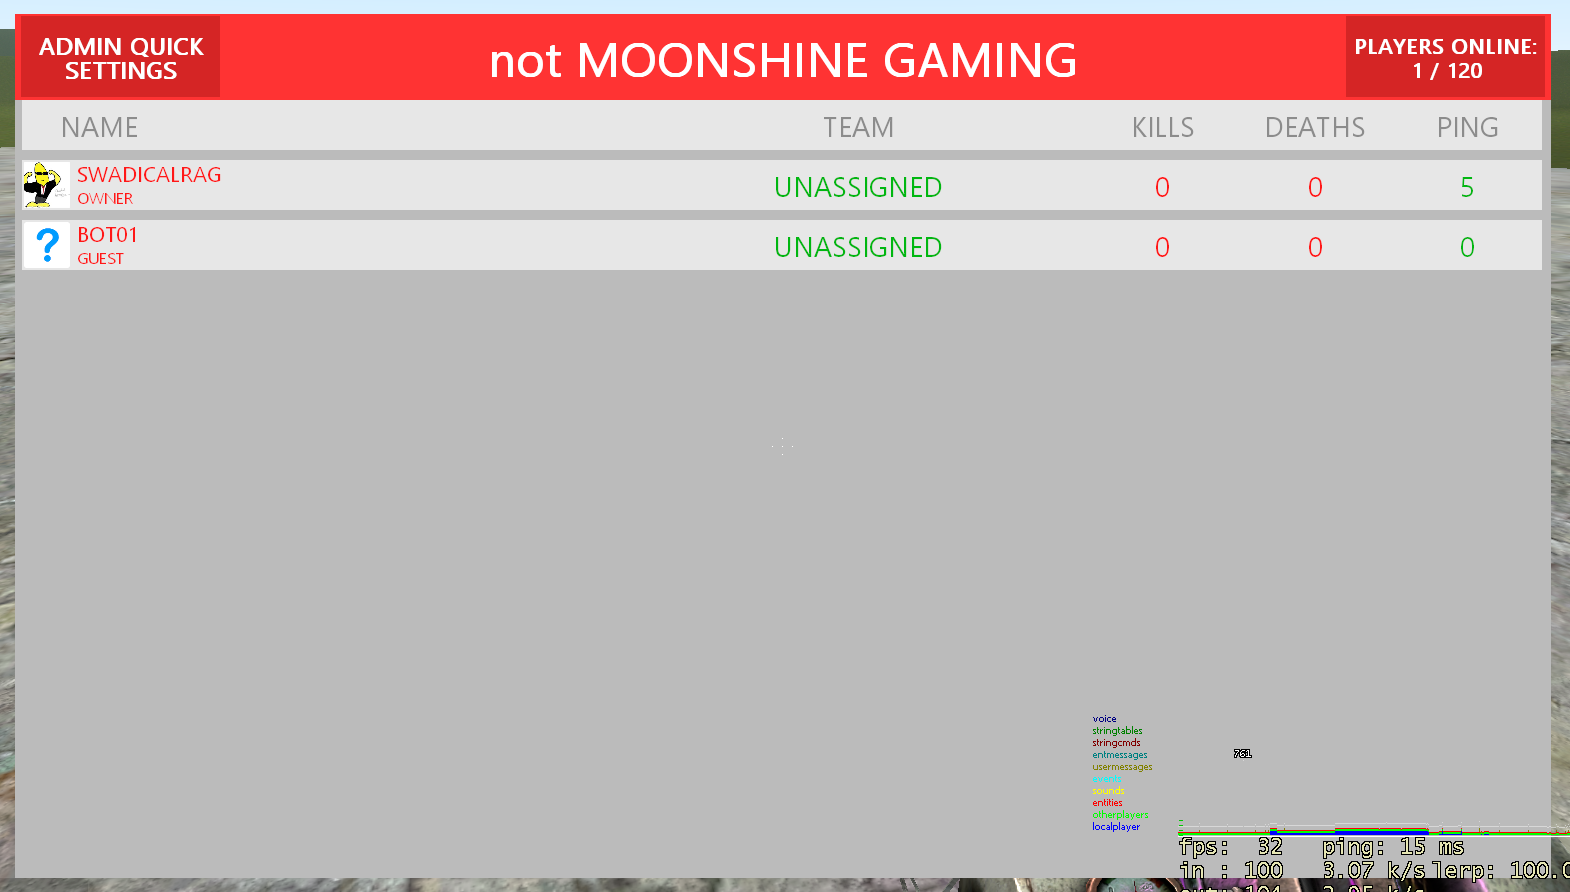 ADMIN QUICK
SETTINGS
not MOONSHINE GAMING
PLAYERS ONLINE:
1 / 120
NAME TEAM KILLS DEATHS PING
SWADICALRAG
OWNER
UNASSIGNED 0 0 5
BOT01
GUEST
UNASSIGNED 0 0 0
voice
stringtables
stringcmds
entmessages
761
usermessages
sounds
entities
otherplayers
localplayer
fps: 32 ping: 15 ms
in : 100 3.07 k/s lerp: 100.0